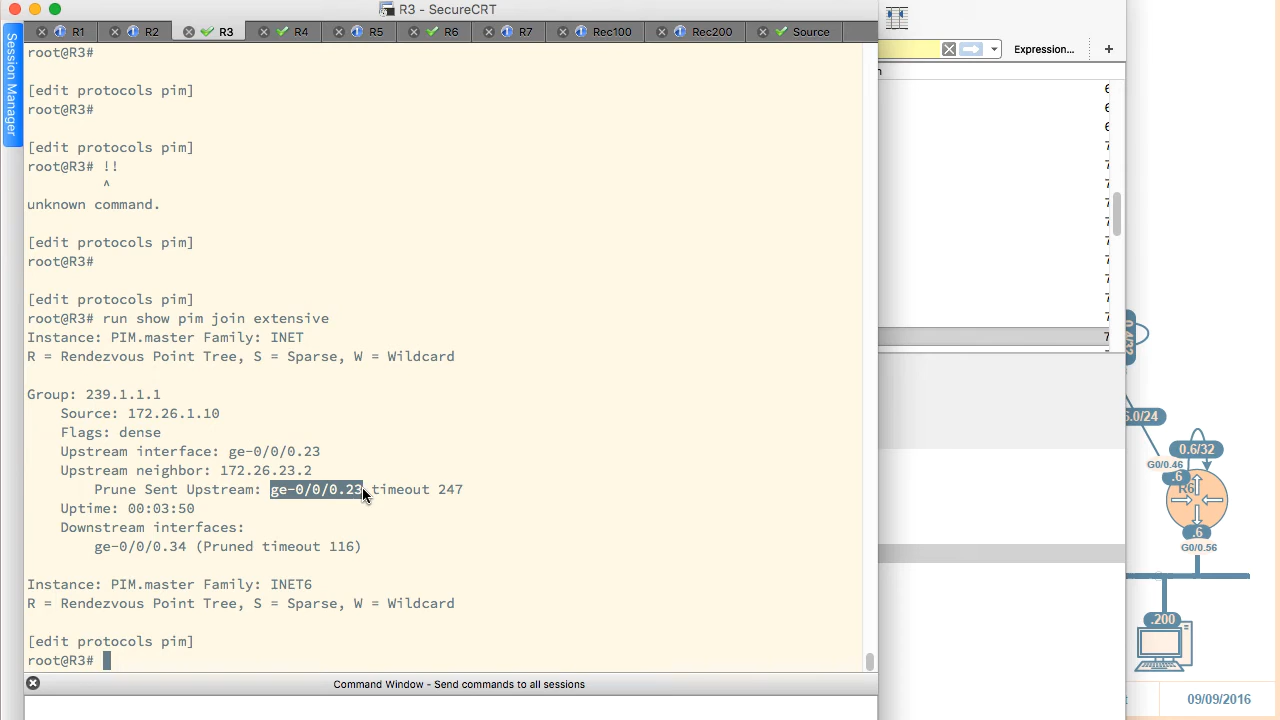 R3 - SecureCRT
R1
R2
R3
R4
R5
R6
R7
Rec100
Rec200
Source
Session Manager
Expression...
+
root@R3#
[edit protocols pim]
root@R3#
[edit protocols pim]
root@R3# !!
^
unknown command.
[edit protocols pim]
root@R3#
[edit protocols pim]
root@R3# run show pim join extensive
Instance: PIM.master Family: INET
R = Rendezvous Point Tree, S = Sparse, W = Wildcard
Group: 239.1.1.1
Source: 172.26.1.10
Flags: dense
Upstream interface: ge-0/0/0.23
Upstream neighbor: 172.26.23.2
Prune Sent Upstream: ge-0/0/0.23 timeout 247
Uptime: 00:03:50
Downstream interfaces:
ge-0/0/0.34 (Pruned timeout 116)
Instance: PIM.master Family: INET6
R = Rendezvous Point Tree, S = Sparse, W = Wildcard
[edit protocols pim]
root@R3#
Command Window - Send commands to all sessions
0.6/32
G0/0.46
.6
R6
.6
G0/0.56
.200
09/09/2016